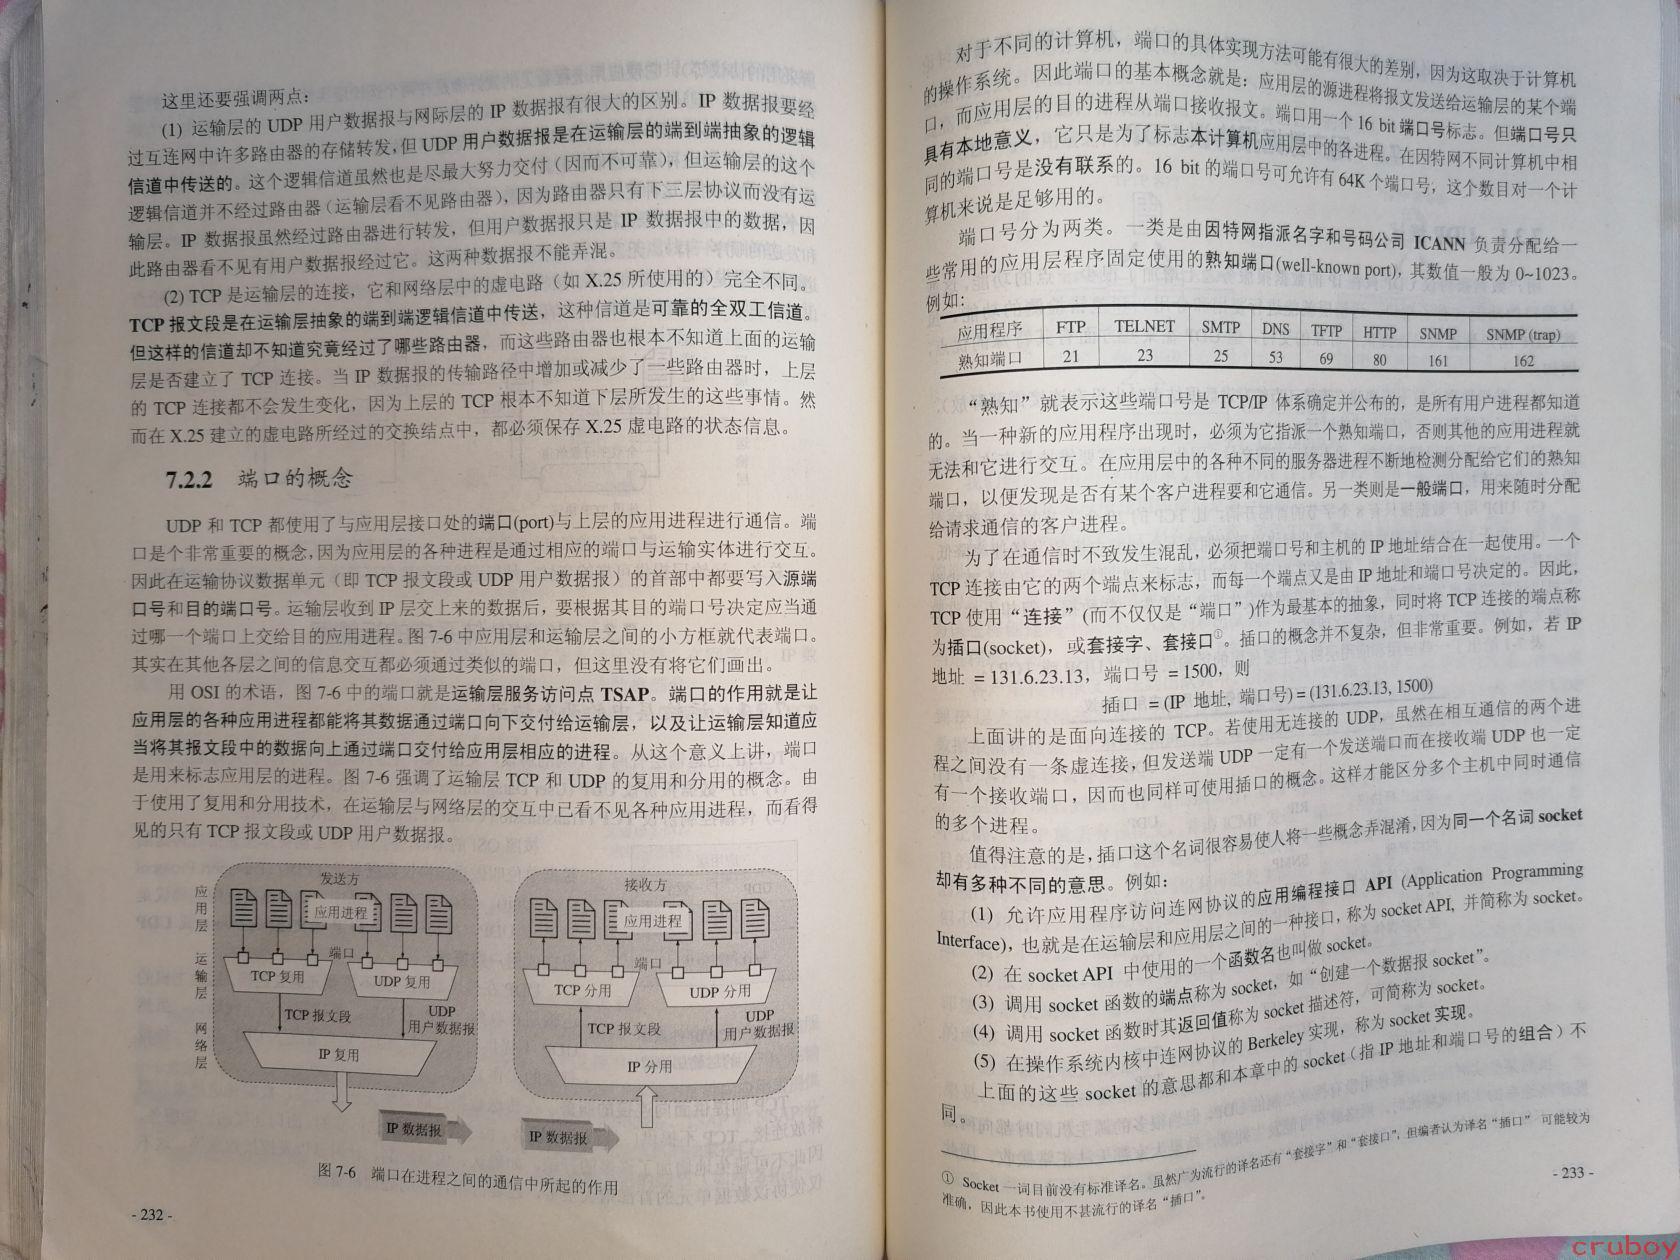 这里还要强调两点：
(1) 运输层的 UDP 用户数据报与网际层的 IP 数据报有很大的区别。IP 数据报要经
过互连网中许多路由器的存储转发，但 UDP 用户数据报是在运输层的端到端抽象的逻辑
信道中传送的。这个逻辑信道虽然也是尽最大努力交付（因而不可靠），但运输层的这个
逻辑信道并不经过路由器（运输层看不见路由器），因为路由器只有下三层协议而没有运
输层。IP 数据报虽然经过路由器进行转发，但用户数据报只是 IP 数据报中的数据，因
此路由器看不见有用户数据报经过它。这两种数据报不能弄混。
(2) TCP 是运输层的连接，它和网络层中的虚电路（如 X.25 所使用的）完全不同。
TCP 报文段是在运输层抽象的端到端逻辑信道中传送，这种信道是可靠的全双工信道。
但这样的信道却不知道究竟经过了哪些路由器，而这些路由器也根本不知道上面的运输
层是否建立了 TCP 连接。当 IP 数据报的传输路径中增加或减少了一些路由器时，上层
的 TCP 连接都不会发生变化，因为上层的 TCP 根本不知道下层所发生的这些事情。然
而在 X.25 建立的虚电路所经过的交换结点中，都必须保存 X.25 虚电路的状态信息。
7.2.2 端口的概念
UDP 和 TCP 都使用了与应用层接口处的端口(port)与上层的应用进程进行通信。端
口是个非常重要的概念，因为应用层的各种进程是通过相应的端口与运输实体进行交互。
因此在运输协议数据单元（即 TCP 报文段或 UDP 用户数据报）的首部中都要写入源端
口号和目的端口号。运输层收到 IP 层交上来的数据后，要根据其目的端口号决定应当通
过哪一个端口上交给目的应用进程。图 7-6 中应用层和运输层之间的小方框就代表端口。
其实在其他各层之间的信息交互都必须通过类似的端口，但这里没有将它们画出。
用 OSI 的术语，图 7-6 中的端口就是运输层服务访问点 TSAP。端口的作用就是让
应用层的各种应用进程都能将其数据通过端口向下交付给运输层，以及让运输层知道应
当将其报文段中的数据向上通过端口交付给应用层相应的进程。从这个意义上讲，端口
是用来标志应用层的进程。图 7-6 强调了运输层 TCP 和 UDP 的复用和分用的概念。由
于使用了复用和分用技术，在运输层与网络层的交互中已看不见各种应用进程，而看得
见的只有 TCP 报文段或 UDP 用户数据报。
发送方
接收方
应用层
应用进程
应用进程
端口
端口
运输层
TCP 复用
UDP 复用
TCP 分用
UDP 分用
TCP 报文段
UDP
用户数据报
TCP 报文段
UDP
用户数据报
网络层
IP 复用
IP 分用
IP 数据报
IP 数据报
图 7-6 端口在进程之间的通信中所起的作用
- 232 -
对于不同的计算机，端口的具体实现方法可能有很大的差别，因为这取决于计算机
的操作系统。因此端口的基本概念就是：应用层的源进程将报文发送给运输层的某个端
口，而应用层的目的进程从端口接收报文。端口用一个 16 bit 端口号标志。但端口号只
具有本地意义，它只是为了标志本计算机应用层中的各进程。在因特网不同计算机中相
同的端口号是没有联系的。16 bit 的端口号可允许有 64K 个端口号，这个数目对一个计
算机来说是足够用的。
端口号分为两类。一类是由因特网指派名字和号码公司 ICANN 负责分配给一
些常用的应用层程序固定使用的熟知端口(well-known port)，其数值一般为 0~1023。
例如：
应用程序 FTP TELNET SMTP DNS TFTP HTTP SNMP SNMP (trap)
熟知端口 21 23 25 53 69 80 161 162
“熟知”就表示这些端口号是 TCP/IP 体系确定并公布的，是所有用户进程都知道
的。当一种新的应用程序出现时，必须为它指派一个熟知端口，否则其他的应用进程就
无法和它进行交互。在应用层中的各种不同的服务器进程不断地检测分配给它们的熟知
端口，以便发现是否有某个客户进程要和它通信。另一类则是一般端口，用来随时分配
给请求通信的客户进程。
为了在通信时不致发生混乱，必须把端口号和主机的 IP 地址结合在一起使用。一个
TCP 连接由它的两个端点来标志，而每一个端点又是由 IP 地址和端口号决定的。因此，
TCP 使用“连接”(而不仅仅是“端口”)作为最基本的抽象，同时将 TCP 连接的端点称
为插口(socket)，或套接字、套接口①。插口的概念并不复杂，但非常重要。例如，若 IP
地址 = 131.6.23.13，端口号 = 1500，则
插口 = (IP 地址, 端口号) = (131.6.23.13, 1500)
上面讲的是面向连接的 TCP。若使用无连接的 UDP，虽然在相互通信的两个进
程之间没有一条虚连接，但发送端 UDP 一定有一个发送端口而在接收端 UDP 也一定
有一个接收端口，因而也同样可使用插口的概念。这样才能区分多个主机中同时通信
的多个进程。
值得注意的是，插口这个名词很容易使人将一些概念弄混淆，因为同一个名词 socket
却有多种不同的意思。例如：
(1) 允许应用程序访问连网协议的应用编程接口 API (Application Programming
Interface)，也就是在运输层和应用层之间的一种接口，称为 socket API, 并简称为 socket。
(2) 在 socket API 中使用的一个函数名也叫做 socket。
(3) 调用 socket 函数的端点称为 socket，如“创建一个数据报 socket”。
(4) 调用 socket 函数时其返回值称为 socket 描述符，可简称为 socket。
(5) 在操作系统内核中连网协议的 Berkeley 实现，称为 socket 实现。
上面的这些 socket 的意思都和本章中的 socket（指 IP 地址和端口号的组合）不
同。
① Socket 一词目前没有标准译名。虽然广为流行的译名还有“套接字”和“套接口”，但编者认为译名“插口” 可能较为
准确，因此本书使用不甚流行的译名“插口”。
- 233 -
cruboy